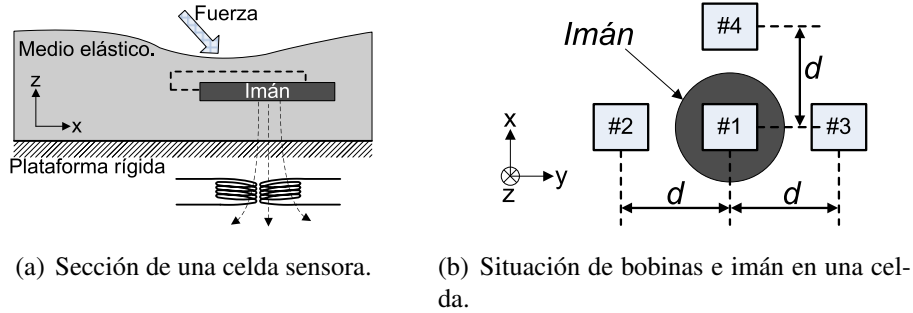 Fuerza
Medio elástico.
Imán
z
x
Plataforma rígida
#4
Imán
d
#2
#1
#3
x
y
z
d
d
(a) Sección de una celda sensora.
(b) Situación de bobinas e imán en una cel-
da.